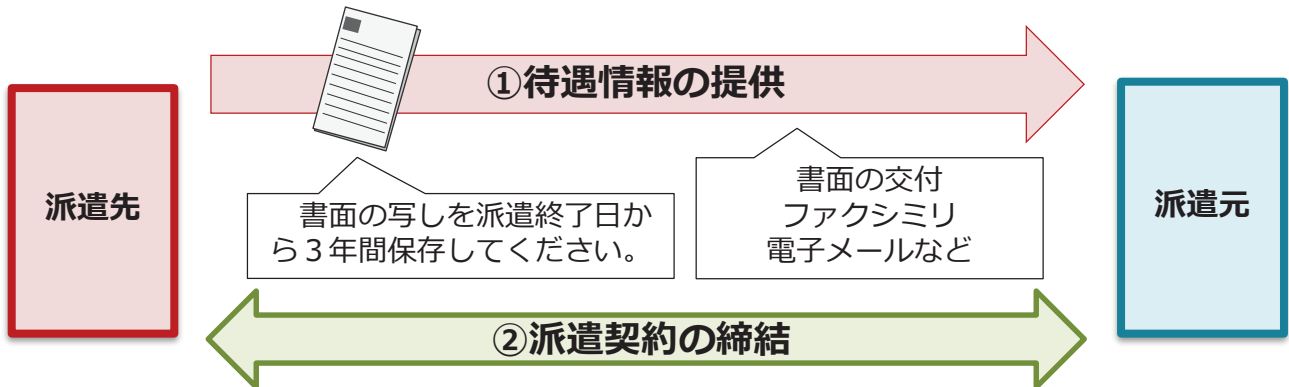 ①待遇情報の提供
派遣先
書面の写しを派遣終了日か
ら３年間保存してください。
書面の交付
ファクシミリ
電子メールなど
派遣元
②派遣契約の締結